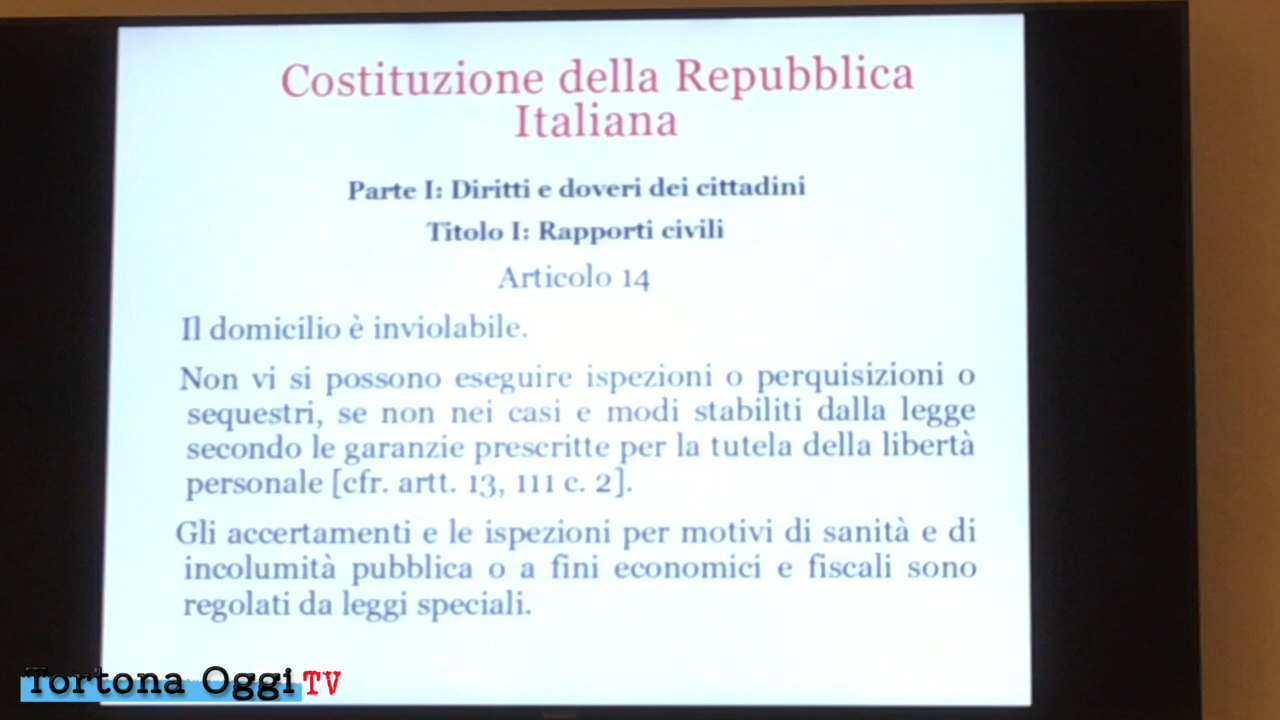 Costituzione della Repubblica
Italiana
Parte I: Diritti e doveri dei cittadini
Titolo I: Rapporti civili
Articolo 14
Il domicilio è inviolabile.
Non vi si possono eseguire ispezioni o perquisizioni o
sequestri, se non nei casi e modi stabiliti dalla legge
secondo le garanzie prescritte per la tutela della libertà
personale [cfr. artt. 13, 111 c. 2].
Gli accertamenti e le ispezioni per motivi di sanità e di
incolumità pubblica o a fini economici e fiscali sono
regolati da leggi speciali.
Tortona Oggi TV